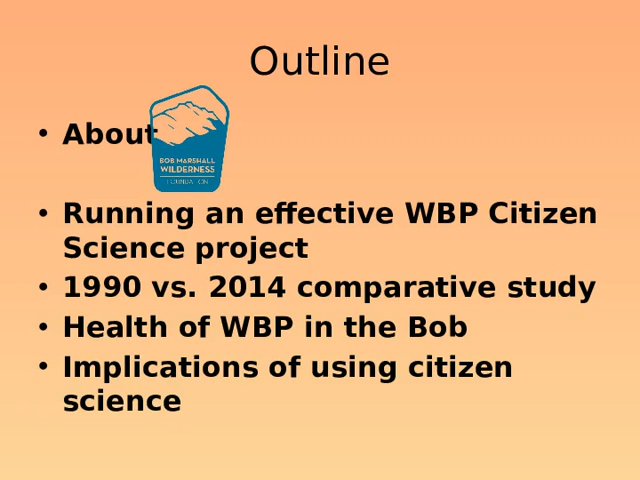 Outline
• About
BOB MARSHALL
WILDERNESS
FOUNDATION
• Running an effective WBP Citizen
Science project
• 1990 vs. 2014 comparative study
• Health of WBP in the Bob
• Implications of using citizen
science